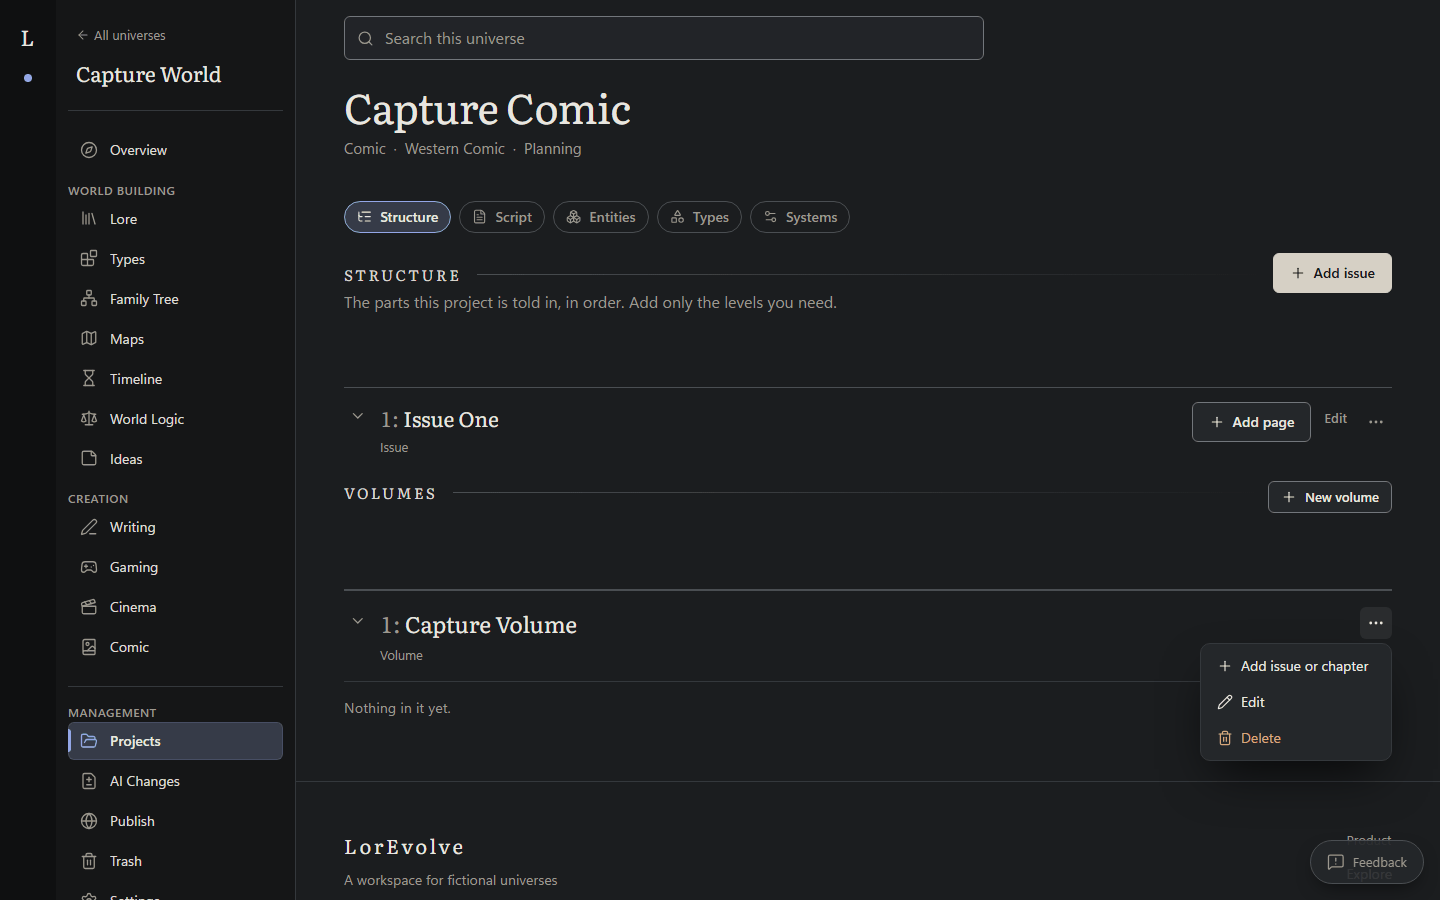 L
All universes
Capture World
Overview
WORLD BUILDING
Lore
Types
Family Tree
Maps
Timeline
World Logic
Ideas
CREATION
Writing
Gaming
Cinema
Comic
MANAGEMENT
Projects
AI Changes
Publish
Trash
Settings
Search this universe
Capture Comic
Comic · Western Comic · Planning
Structure Script Entities Types Systems
STRUCTURE
Add issue
The parts this project is told in, in order. Add only the levels you need.
1: Issue One
Issue
Add page Edit
VOLUMES
New volume
1: Capture Volume
Volume
Add issue or chapter
Edit
Delete
Nothing in it yet.
LorEvolve
A workspace for fictional universes
Product
Feedback
Explore